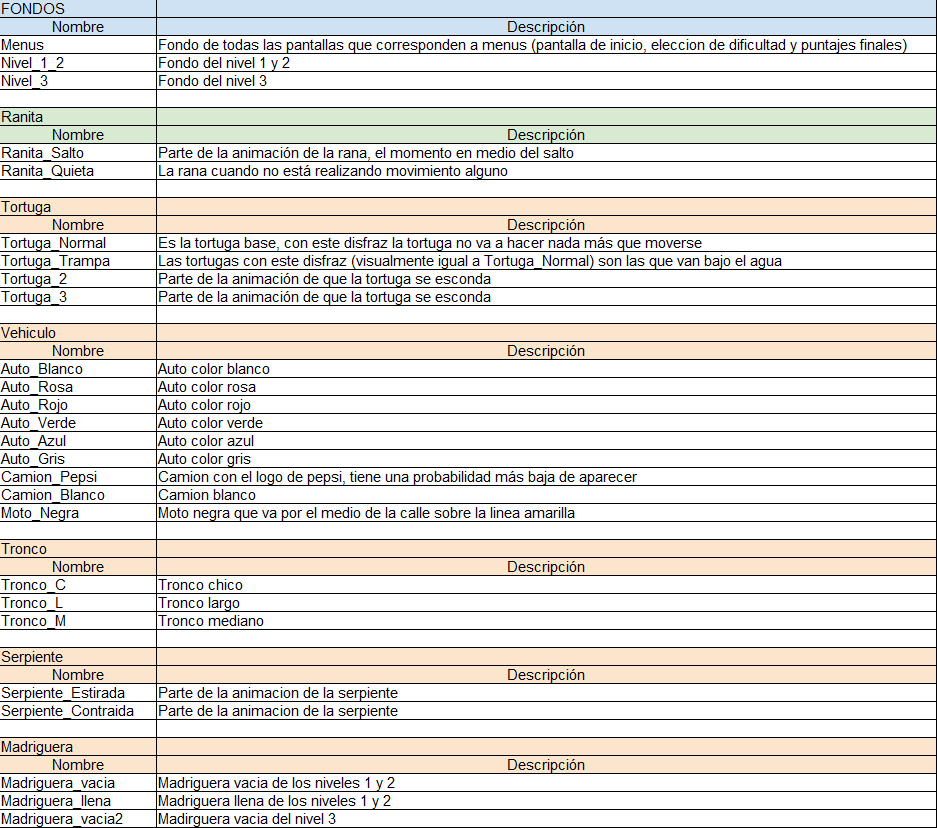 FONDOS
Nombre Descripción
Menus Fondo de todas las pantallas que corresponden a menus (pantalla de inicio, eleccion de dificultad y puntajes finales)
Nivel_1_2 Fondo del nivel 1 y 2
Nivel_3 Fondo del nivel 3
Ranita
Nombre Descripción
Ranita_Salto Parte de la animación de la rana, el momento en medio del salto
Ranita_Quieta La rana cuando no está realizando movimiento alguno
Tortuga
Nombre Descripción
Tortuga_Normal Es la tortuga base, con este disfraz la tortuga no va a hacer nada más que moverse
Tortuga_Trampa Las tortugas con este disfraz (visualmente igual a Tortuga_Normal) son las que van bajo el agua
Tortuga_2 Parte de la animación de que la tortuga se esconda
Tortuga_3 Parte de la animación de que la tortuga se esconda
Vehiculo
Nombre Descripción
Auto_Blanco Auto color blanco
Auto_Rosa Auto color rosa
Auto_Rojo Auto color rojo
Auto_Verde Auto color verde
Auto_Azul Auto color azul
Auto_Gris Auto color gris
Camion_Pepsi Camion con el logo de pepsi, tiene una probabilidad más baja de aparecer
Camion_Blanco Camion blanco
Moto_Negra Moto negra que va por el medio de la calle sobre la linea amarilla
Tronco
Nombre Descripción
Tronco_C Tronco chico
Tronco_L Tronco largo
Tronco_M Tronco mediano
Serpiente
Nombre Descripción
Serpiente_Estirada Parte de la animacion de la serpiente
Serpiente_Contraida Parte de la animacion de la serpiente
Madriguera
Nombre Descripción
Madriguera_vacia Madriguera vacia de los niveles 1 y 2
Madriguera_llena Madriguera llena de los niveles 1 y 2
Madriguera_vacia2 Madirguera vacia del nivel 3